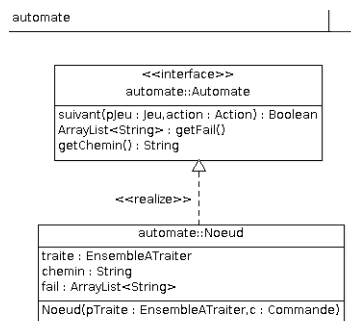 automate
<<interface>>
automate::Automate
suivant(pJeu : Jeu,action : Action) : Boolean
ArrayList<String> : getFail()
getChemin() : String
<<realize>>
automate::Noeud
traite : EnsembleATraiter
chemin : String
fail : ArrayList<String>
Noeud(pTraite : EnsembleATraiter,c : Commande)